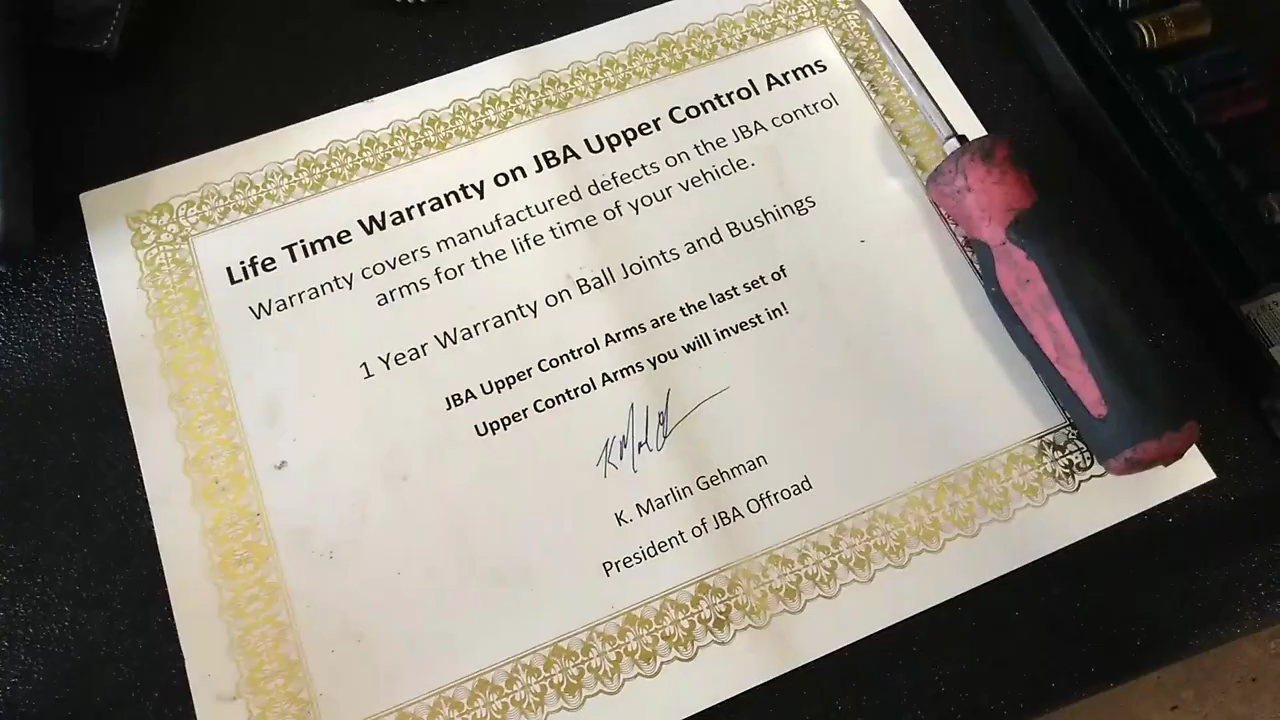 Life Time Warranty on JBA Upper Control Arms
Warranty covers manufactured defects on the JBA control
arms for the life time of your vehicle.
1 Year Warranty on Ball Joints and Bushings
JBA Upper Control Arms are the last set of
Upper Control Arms you will invest in!
K. Marlin Gehman
President of JBA Offroad